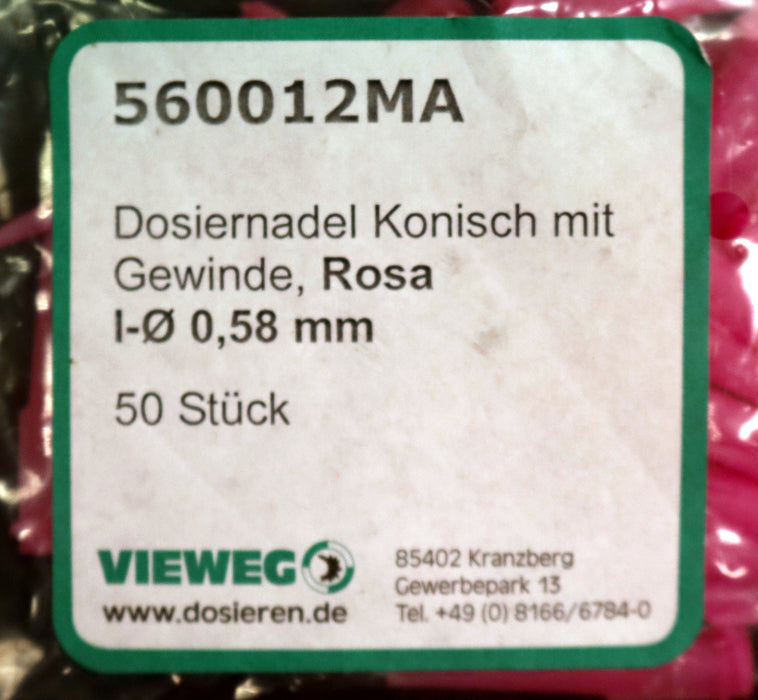 560012MA
Dosiernadel Konisch mit
Gewinde, Rosa
I-Ø 0,58 mm
50 Stück
VIEWEG
www.dosieren.de
85402 Kranzberg
Gewerbepark 13
Tel. +49 (0) 8166/6784-0